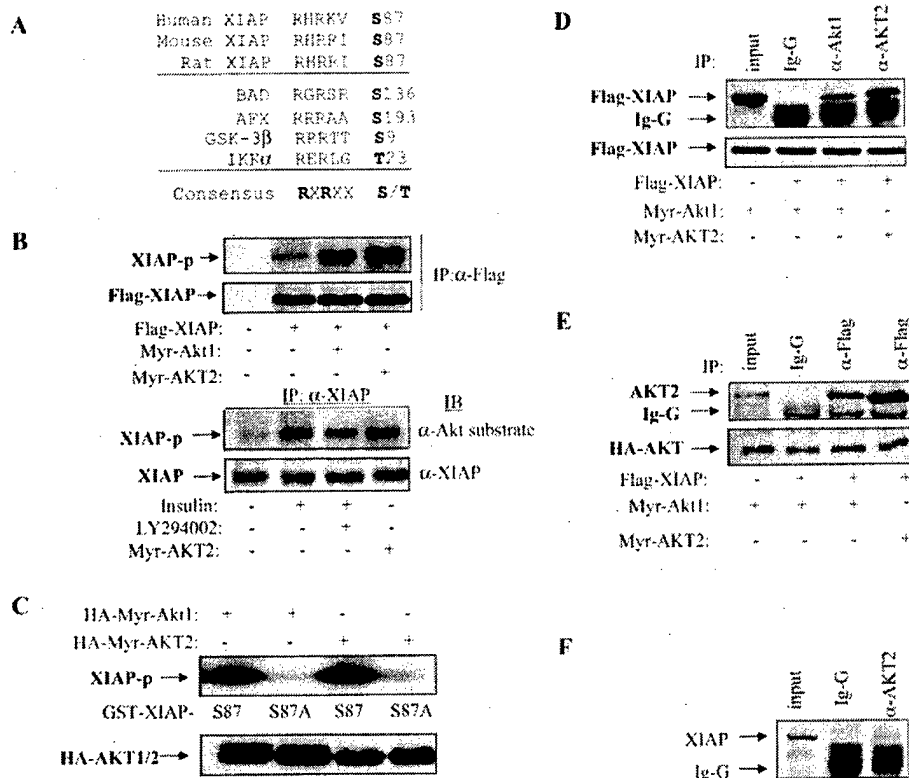 A
Human XIAP RHRKV S87
Mouse XIAP RHRRI S87
Rat XIAP RHRRI S87
BAD RGRSR S136
AFX RRRAA S193
GSK-3β RPRTT S9
IKKα RERLG T23
Consensus RXRXX S/T
B
XIAP-p
Flag-XIAP
IP:α-Flag
Flag-XIAP: - + + +
Myr-Akt1: - - + -
Myr-AKT2: - - - +
IP: α-XIAP
IB
XIAP-p
α-Akt substrate
XIAP
α-XIAP
Insulin: - + + -
LY294002: - - + -
Myr-AKT2: - - - +
C
HA-Myr-Akt1: + + - -
HA-Myr-AKT2: - - + +
XIAP-p
GST-XIAP- S87 S87A S87 S87A
HA-AKT1/2
D
IP: input Ig-G α-Akt1 α-AKT2
Flag-XIAP
Ig-G
Flag-XIAP
Flag-XIAP: - + + +
Myr-Akt1: + + + -
Myr-AKT2: - - - +
E
IP: input Ig-G α-Flag α-Flag
AKT2
Ig-G
HA-AKT
Flag-XIAP: - + + +
Myr-Akt1: + + + -
Myr-AKT2: - - - +
F
input Ig-G α-AKT2
XIAP
Ig-G